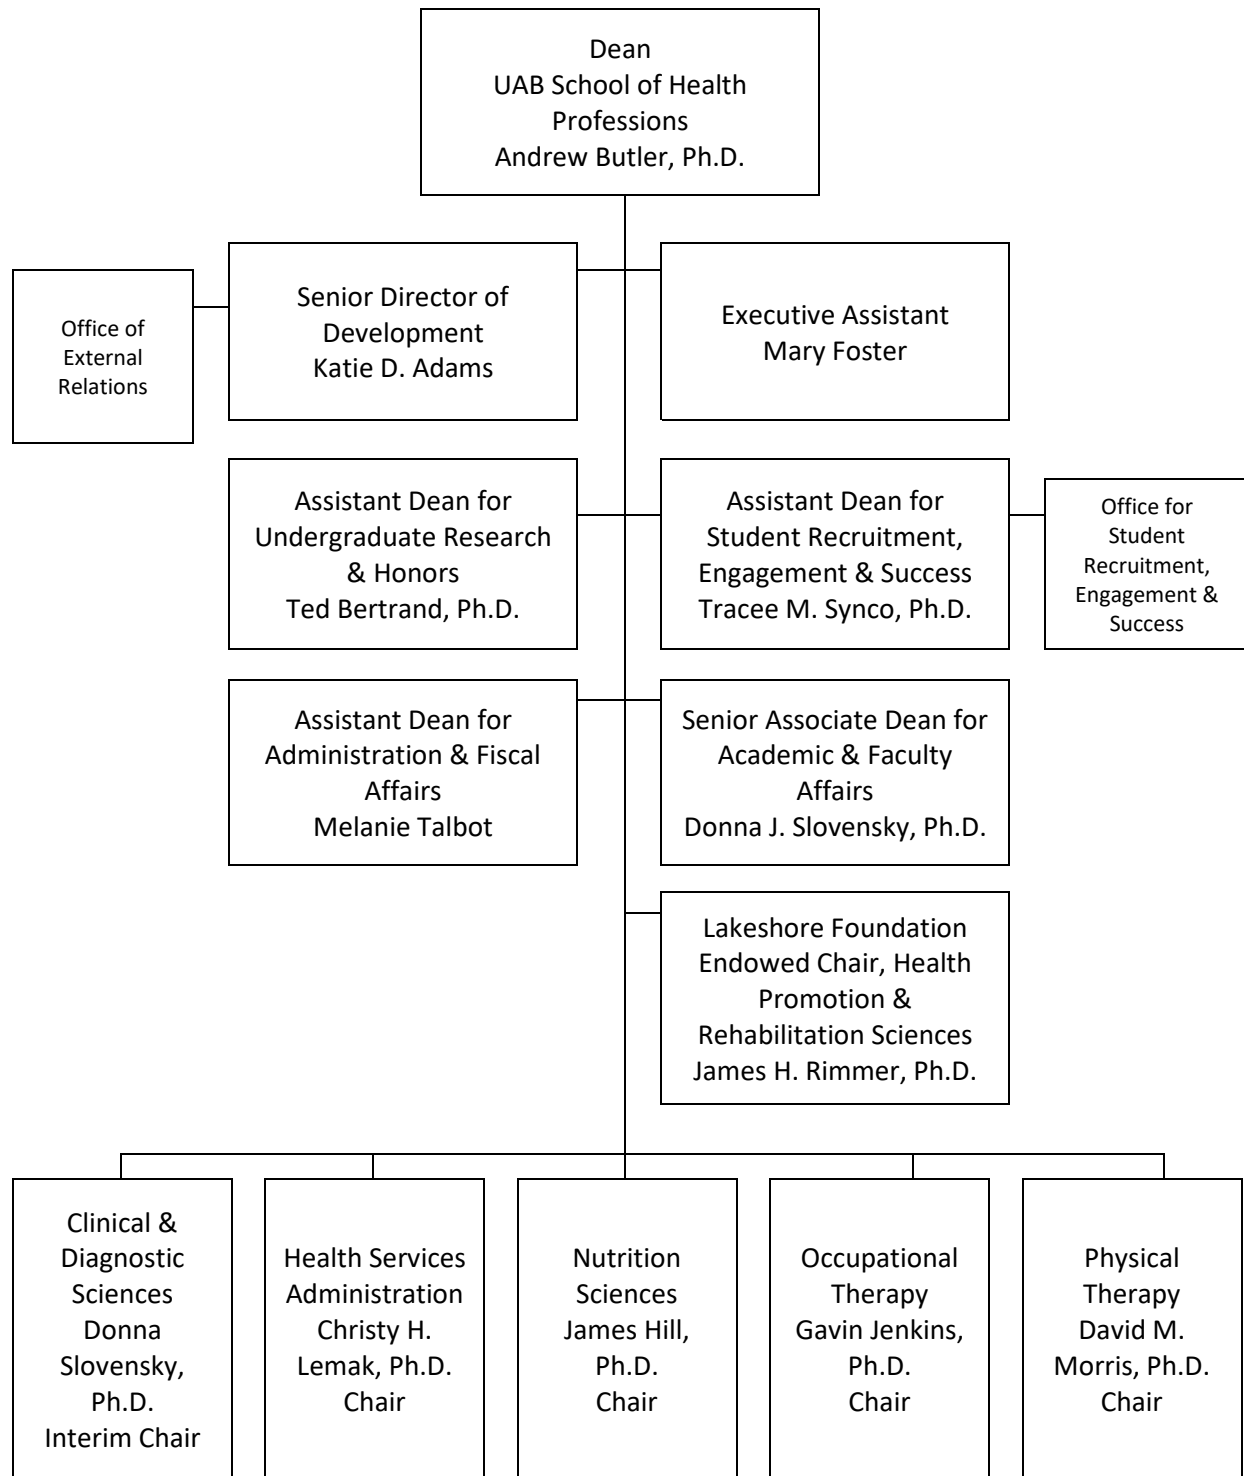 Dean
UAB School of Health
Professions
Andrew Butler, Ph.D.
Office of
External
Relations
Senior Director of
Development
Katie D. Adams
Executive Assistant
Mary Foster
Assistant Dean for
Undergraduate Research
& Honors
Ted Bertrand, Ph.D.
Assistant Dean for
Student Recruitment,
Engagement & Success
Tracee M. Synco, Ph.D.
Office for
Student
Recruitment,
Engagement &
Success
Assistant Dean for
Administration & Fiscal
Affairs
Melanie Talbot
Senior Associate Dean for
Academic & Faculty
Affairs
Donna J. Slovensky, Ph.D.
Lakeshore Foundation
Endowed Chair, Health
Promotion &
Rehabilitation Sciences
James H. Rimmer, Ph.D.
Clinical &
Diagnostic
Sciences
Donna
Slovensky,
Ph.D.
Interim Chair
Health Services
Administration
Christy H.
Lemak, Ph.D.
Chair
Nutrition
Sciences
James Hill,
Ph.D.
Chair
Occupational
Therapy
Gavin Jenkins,
Ph.D.
Chair
Physical
Therapy
David M.
Morris, Ph.D.
Chair